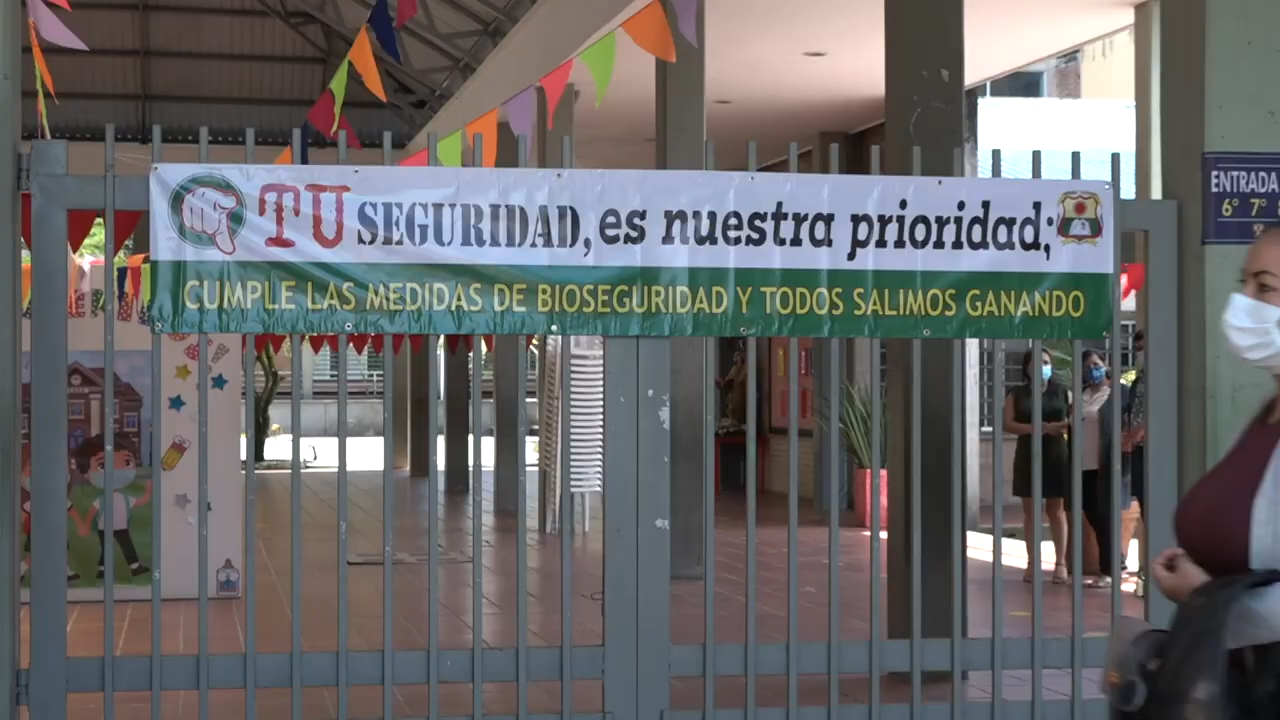 TU SEGURIDAD, es nuestra prioridad;
CUMPLE LAS MEDIDAS DE BIOSEGURIDAD Y TODOS SALIMOS GANANDO
ENTRADA
6° 7°